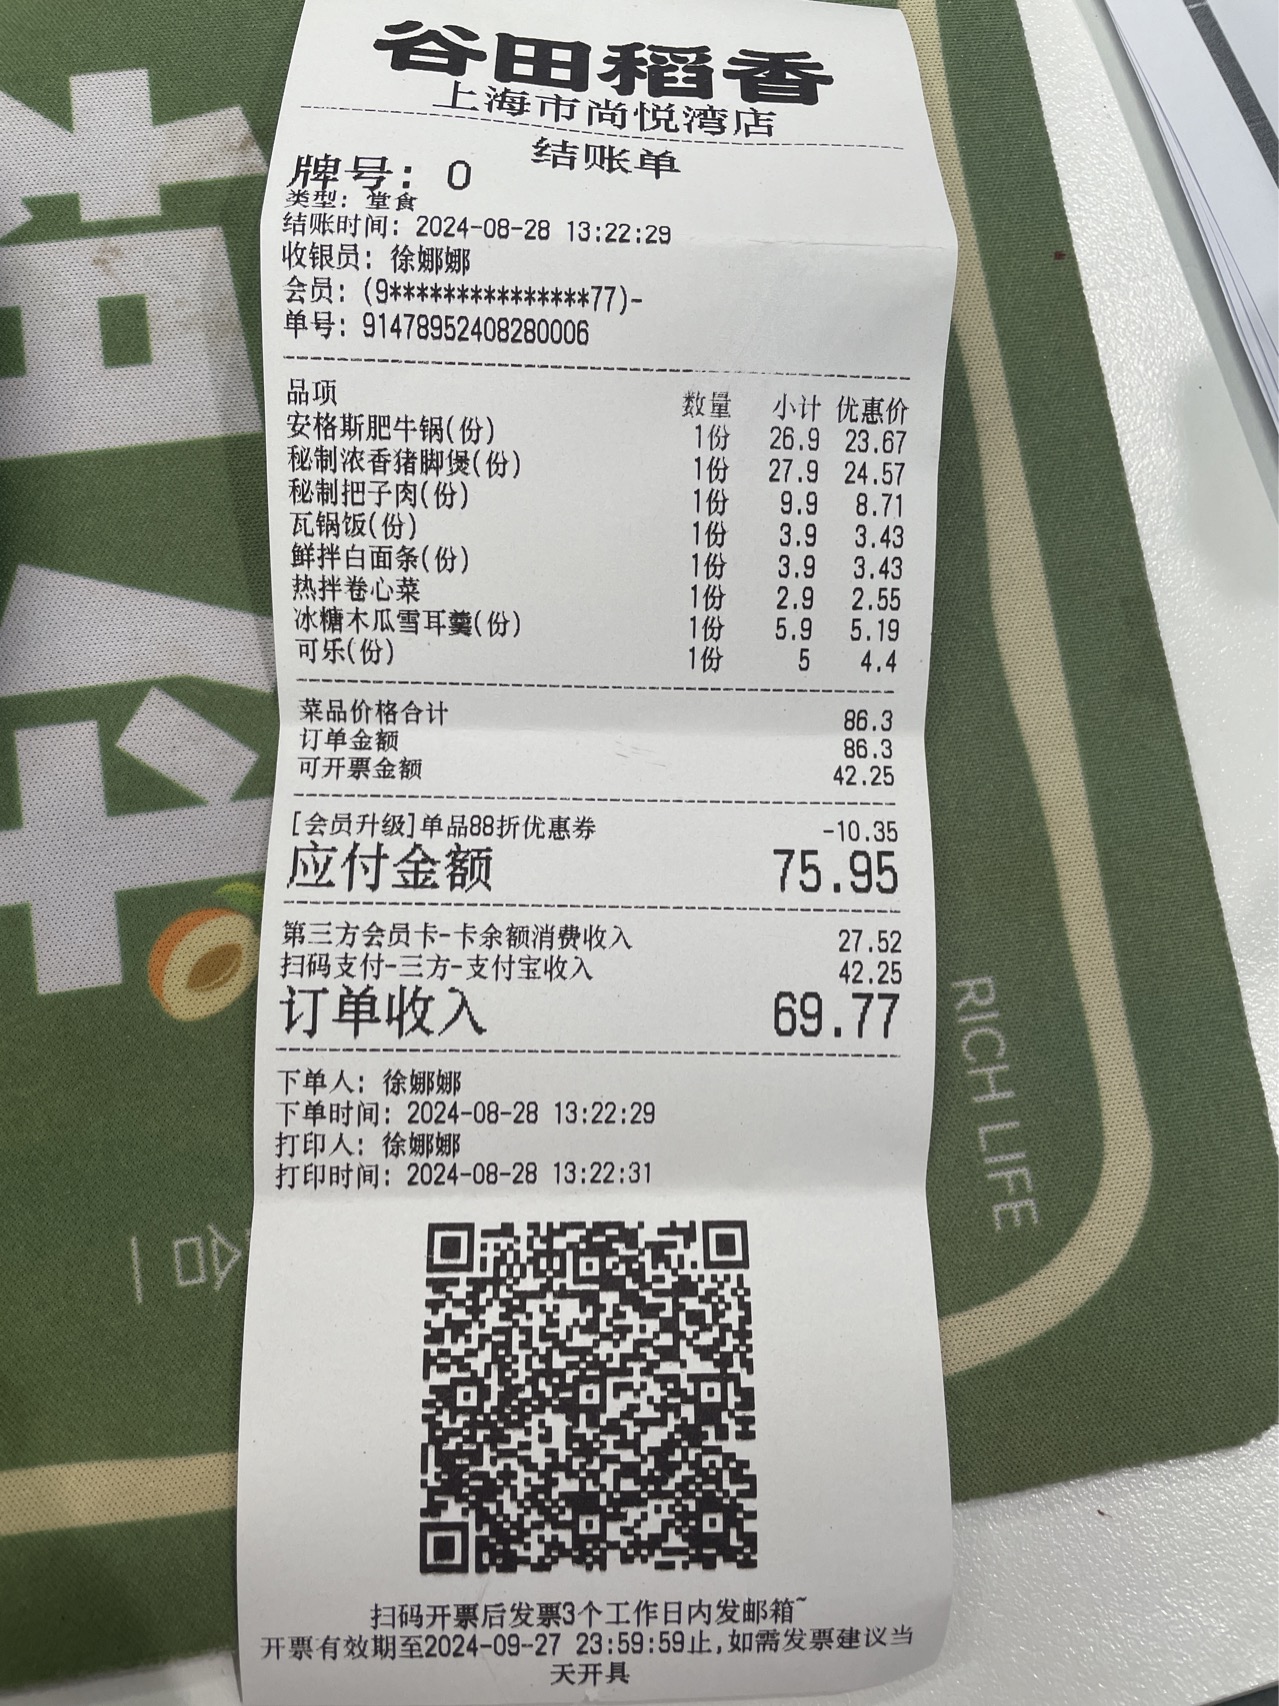 谷田稻香
上海市尚悦湾店
结账单
牌号: 0
类型: 堂食
结账时间: 2024-08-28 13:22:29
收银员: 徐娜娜
会员: (9***************77)-
单号: 91478952408280006
品项 数量 小计 优惠价
安格斯肥牛锅(份) 1份 26.9 23.67
秘制浓香猪脚煲(份) 1份 27.9 24.57
秘制把子肉(份) 1份 9.9 8.71
瓦锅饭(份) 1份 3.9 3.43
鲜拌白面条(份) 1份 3.9 3.43
热拌卷心菜 1份 2.9 2.55
冰糖木瓜雪耳羹(份) 1份 5.9 5.19
可乐(份) 1份 5 4.4
菜品价格合计 86.3
订单金额 86.3
可开票金额 42.25
[会员升级]单品88折优惠券 -10.35
应付金额 75.95
第三方会员卡-卡余额消费收入 27.52
扫码支付-三方-支付宝收入 42.25
订单收入 69.77
下单人: 徐娜娜
下单时间: 2024-08-28 13:22:29
打印人: 徐娜娜
打印时间: 2024-08-28 13:22:31
扫码开票后发票3个工作日内发邮箱~
开票有效期至2024-09-27 23:59:59止,如需发票建议当
天开具
RICH LIFE